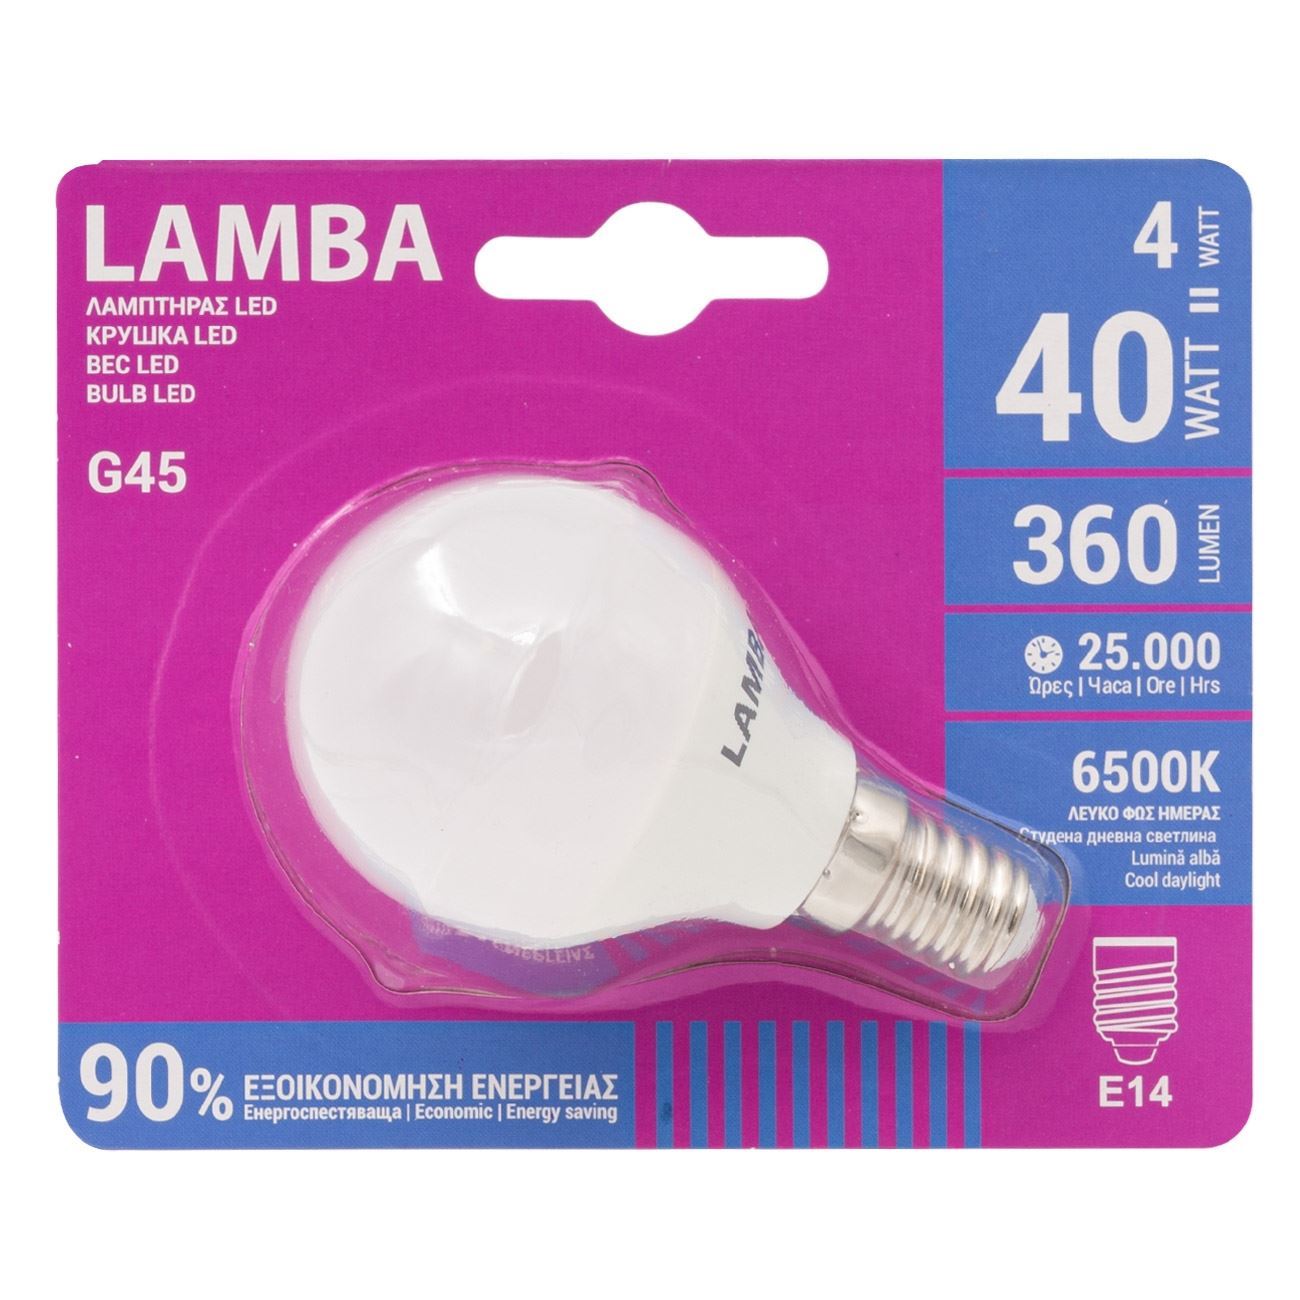 LAMBA
ΛΑΜΠΤΗΡΑΣ LED
КРУШКА LED
BEC LED
BULB LED
G45
4 WATT
=
40 WATT
360 LUMEN
25.000
Ώρες | Часа | Ore | Hrs
6500K
ΛΕΥΚΟ ΦΩΣ ΗΜΕΡΑΣ
Студена дневна светлина
Lumină albă
Cool daylight
LAMBA
E14
90% ΕΞΟΙΚΟΝΟΜΗΣΗ ΕΝΕΡΓΕΙΑΣ
Енергоспестяваща | Economic | Energy saving